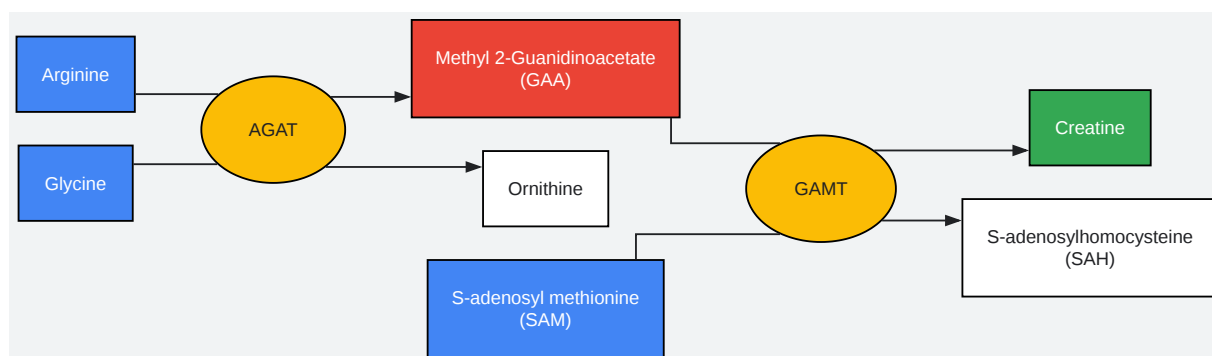 Arginine
Glycine
AGAT
Methyl 2-Guanidinoacetate
(GAA)
Ornithine
S-adenosyl methionine
(SAM)
GAMT
Creatine
S-adenosylhomocysteine
(SAH)